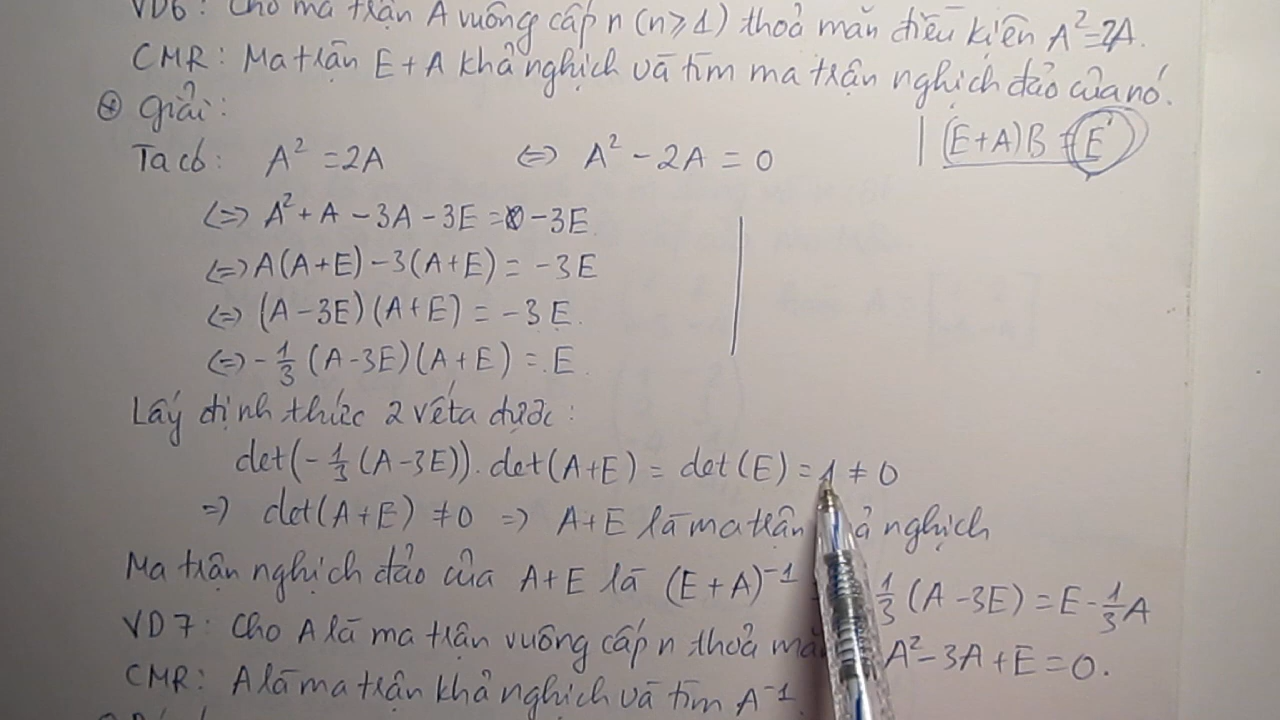 VD6: Cho ma trận A vuông cấp n (n≥1) thoả mãn điều kiện A²=2A.
CMR: Ma trận E+A khả nghịch và tìm ma trận nghịch đảo của nó.
⊕ Giải:
| (E+A)B = E
Ta có: A² = 2A <=> A² - 2A = 0
<=> A² + A - 3A - 3E = 0 - 3E
<=> A(A+E) - 3(A+E) = -3E
<=> (A-3E)(A+E) = -3E.
<=> -1/3 (A-3E)(A+E) = E
Lấy định thức 2 vế ta được:
det(-1/3 (A-3E)). det(A+E) = det(E) = 1 ≠ 0
=> det(A+E) ≠ 0 => A+E là ma trận khả nghịch
Ma trận nghịch đảo của A+E là (E+A)⁻¹ 1/3 (A-3E) = E - 1/3 A
VD7: Cho A là ma trận vuông cấp n thoả mãn A² - 3A + E = 0.
CMR: A là ma trận khả nghịch và tìm A⁻¹.